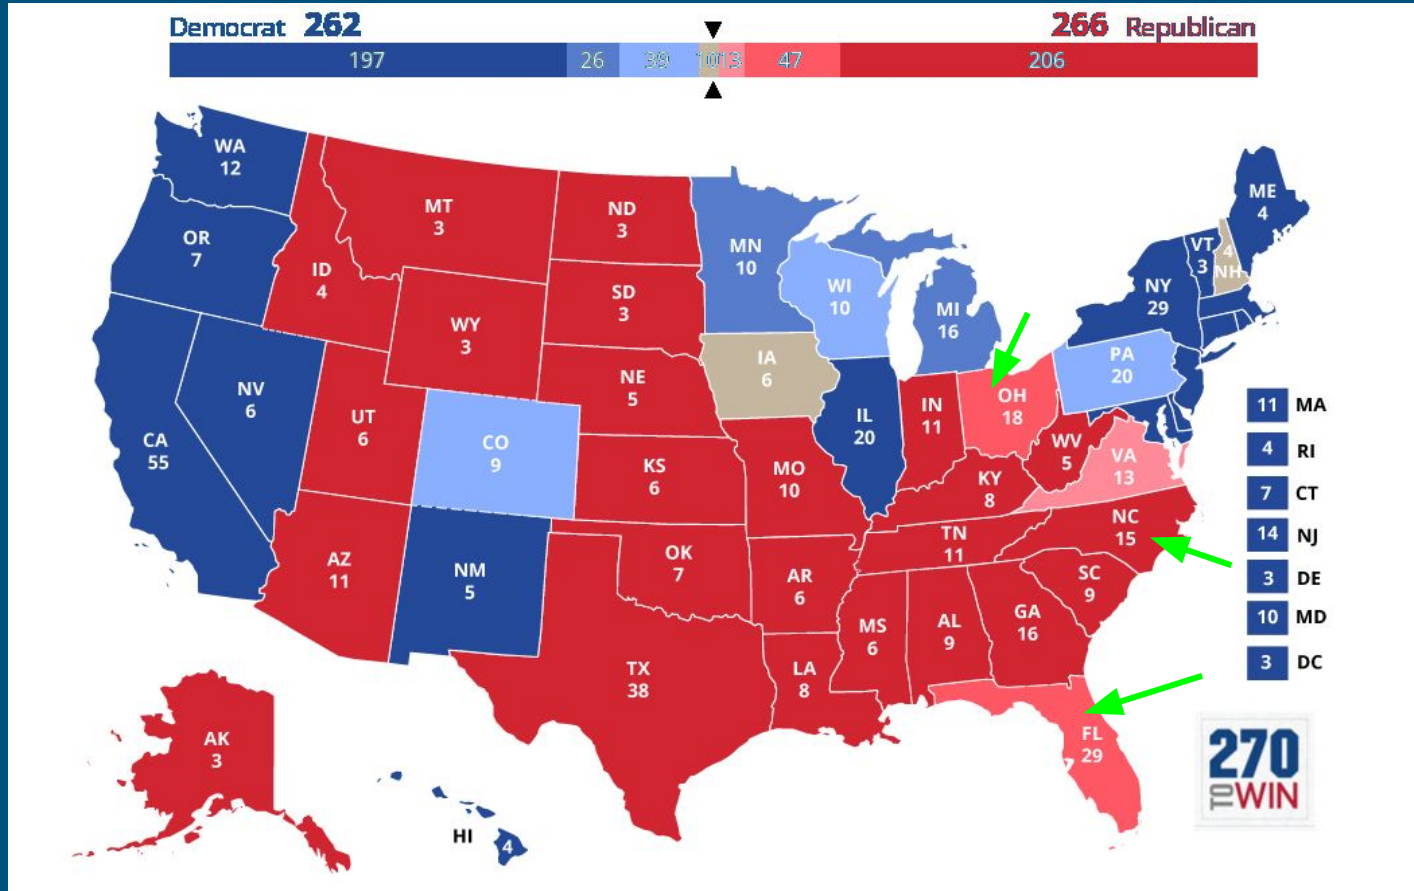 Democrat 262
266 Republican
197 26 39 10 13 47 206
WA
12
OR
7
CA
55
NV
6
ID
4
MT
3
WY
3
UT
6
AZ
11
CO
9
NM
5
ND
3
SD
3
NE
5
KS
6
OK
7
TX
38
MN
10
IA
6
MO
10
AR
6
LA
8
WI
10
IL
20
MI
16
IN
11
OH
18
KY
8
TN
11
MS
6
AL
9
GA
16
FL
29
SC
9
NC
15
VA
13
WV
5
PA
20
NY
29
VT
3
4
NH
ME
4
AK
3
HI
4
11 MA
4 RI
7 CT
14 NJ
3 DE
10 MD
3 DC
270
TO WIN